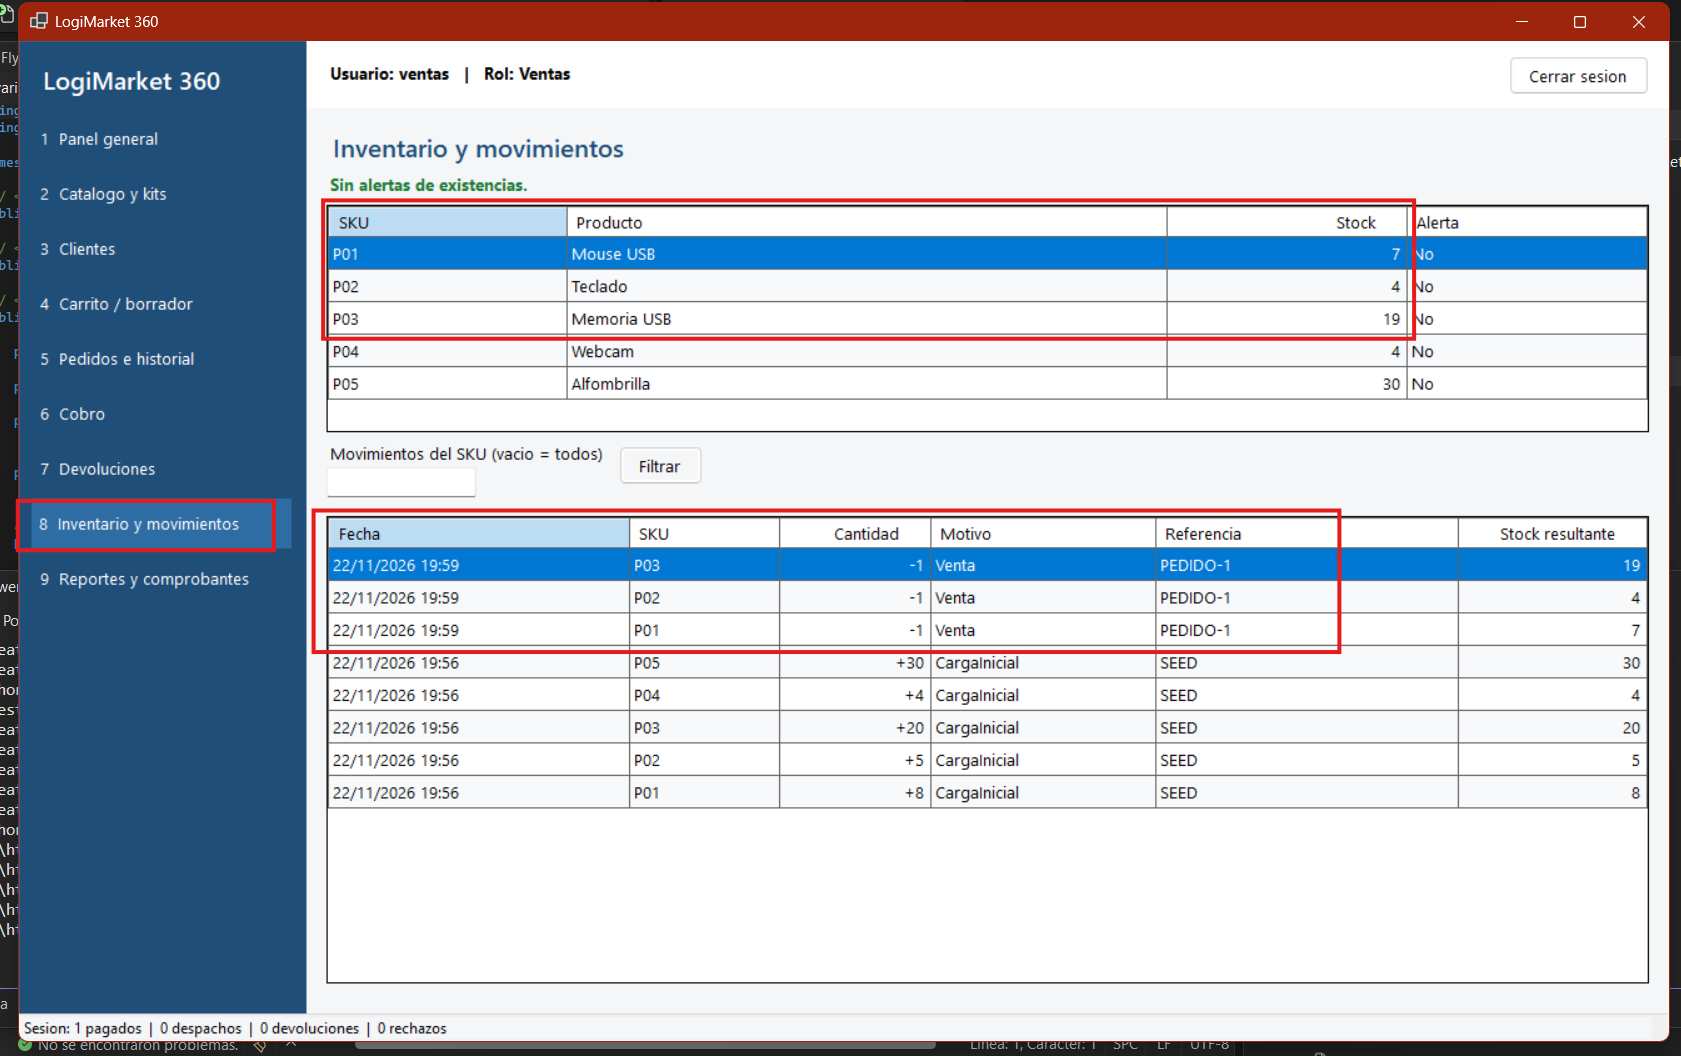 LogiMarket 360
LogiMarket 360
Usuario: ventas | Rol: Ventas
Cerrar sesion
1 Panel general
2 Catalogo y kits
3 Clientes
4 Carrito / borrador
5 Pedidos e historial
6 Cobro
7 Devoluciones
8 Inventario y movimientos
9 Reportes y comprobantes
Inventario y movimientos
Sin alertas de existencias.
SKU Producto Stock Alerta
P01 Mouse USB 7 No
P02 Teclado 4 No
P03 Memoria USB 19 No
P04 Webcam 4 No
P05 Alfombrilla 30 No
Movimientos del SKU (vacio = todos)
Filtrar
Fecha SKU Cantidad Motivo Referencia Stock resultante
22/11/2026 19:59 P03 -1 Venta PEDIDO-1 19
22/11/2026 19:59 P02 -1 Venta PEDIDO-1 4
22/11/2026 19:59 P01 -1 Venta PEDIDO-1 7
22/11/2026 19:56 P05 +30 CargaInicial SEED 30
22/11/2026 19:56 P04 +4 CargaInicial SEED 4
22/11/2026 19:56 P03 +20 CargaInicial SEED 20
22/11/2026 19:56 P02 +5 CargaInicial SEED 5
22/11/2026 19:56 P01 +8 CargaInicial SEED 8
Sesion: 1 pagados | 0 despachos | 0 devoluciones | 0 rechazos
No se encontraron problemas.
Línea: 1, Carácter: 1 SPC LF UTF-8